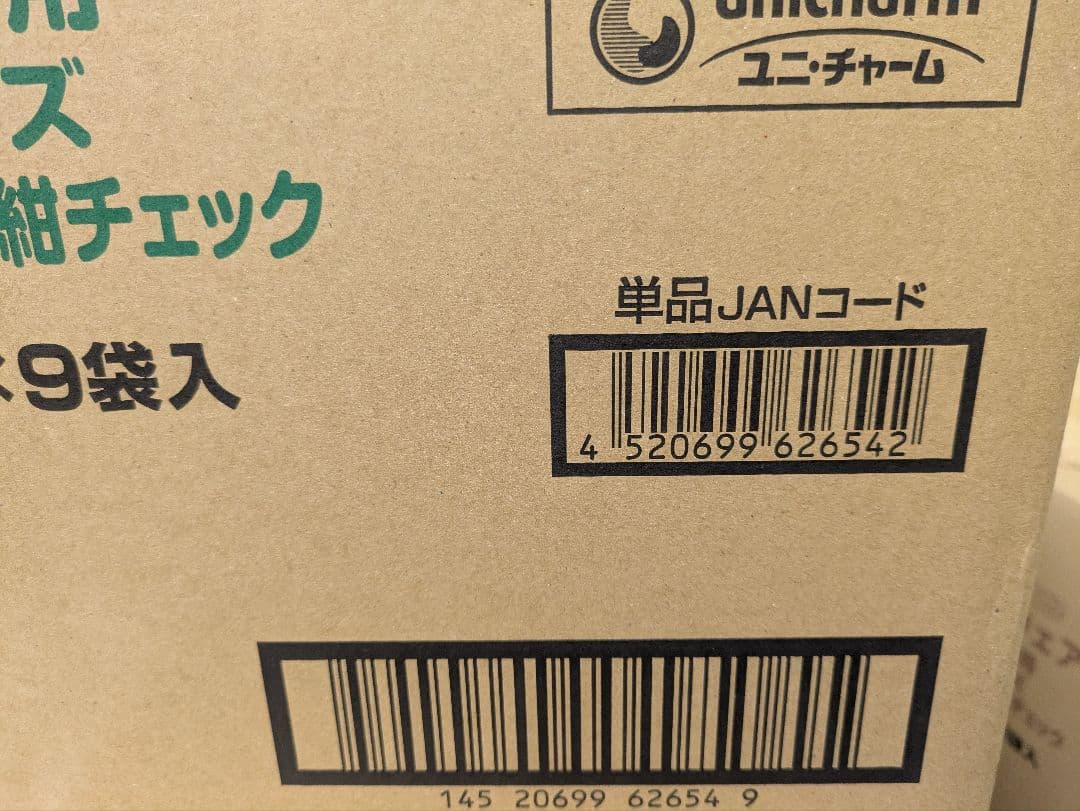 用
ズ
紺チェック
9袋入
unicharm
ユニ・チャーム
単品JANコード
4 520699 626542
145 20699 62654 9